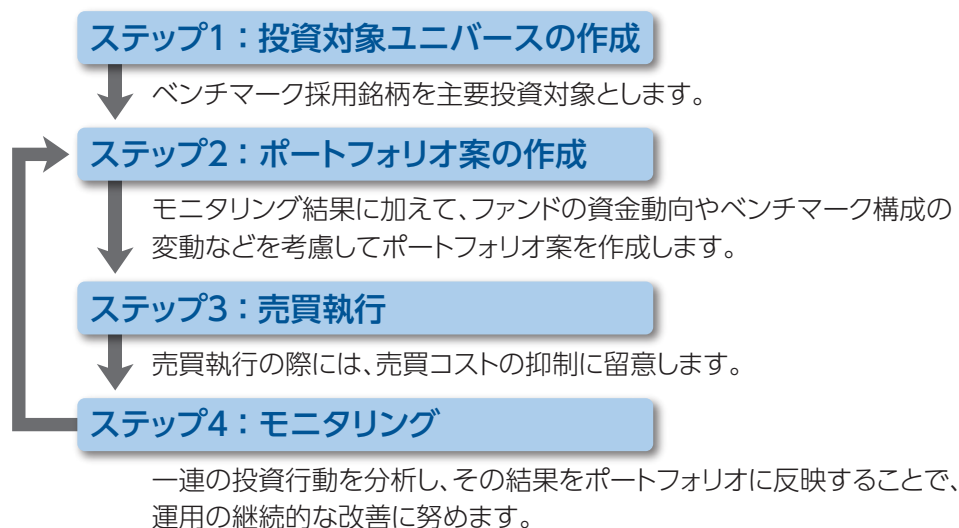 ステップ1：投資対象ユニバースの作成
ベンチマーク採用銘柄を主要投資対象とします。
ステップ2：ポートフォリオ案の作成
モニタリング結果に加えて、ファンドの資金動向やベンチマーク構成の
変動などを考慮してポートフォリオ案を作成します。
ステップ3：売買執行
売買執行の際には、売買コストの抑制に留意します。
ステップ4：モニタリング
一連の投資行動を分析し、その結果をポートフォリオに反映することで、
運用の継続的な改善に努めます。